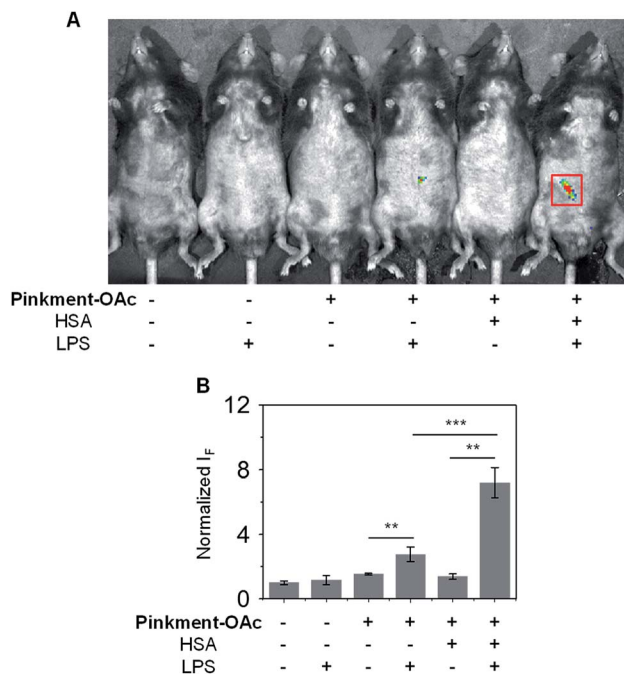 A
Pinkment-OAc - - + + + +
HSA - - - - + +
LPS - + - + - +
B
12
***
**
8
**
4
0
Normalized IF
Pinkment-OAc - - + + + +
HSA - - - - + +
LPS - + - + - +